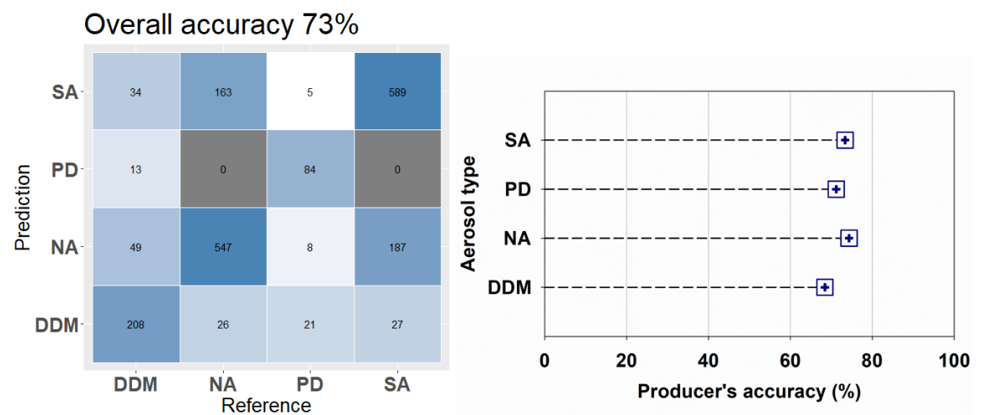 Overall accuracy 73%
Prediction
SA
34 163 5 589
PD
13 0 84 0
NA
49 547 8 187
DDM
208 26 21 27
DDM NA PD SA
Reference
Aerosol type
SA
PD
NA
DDM
0 20 40 60 80 100
Producer's accuracy (%)